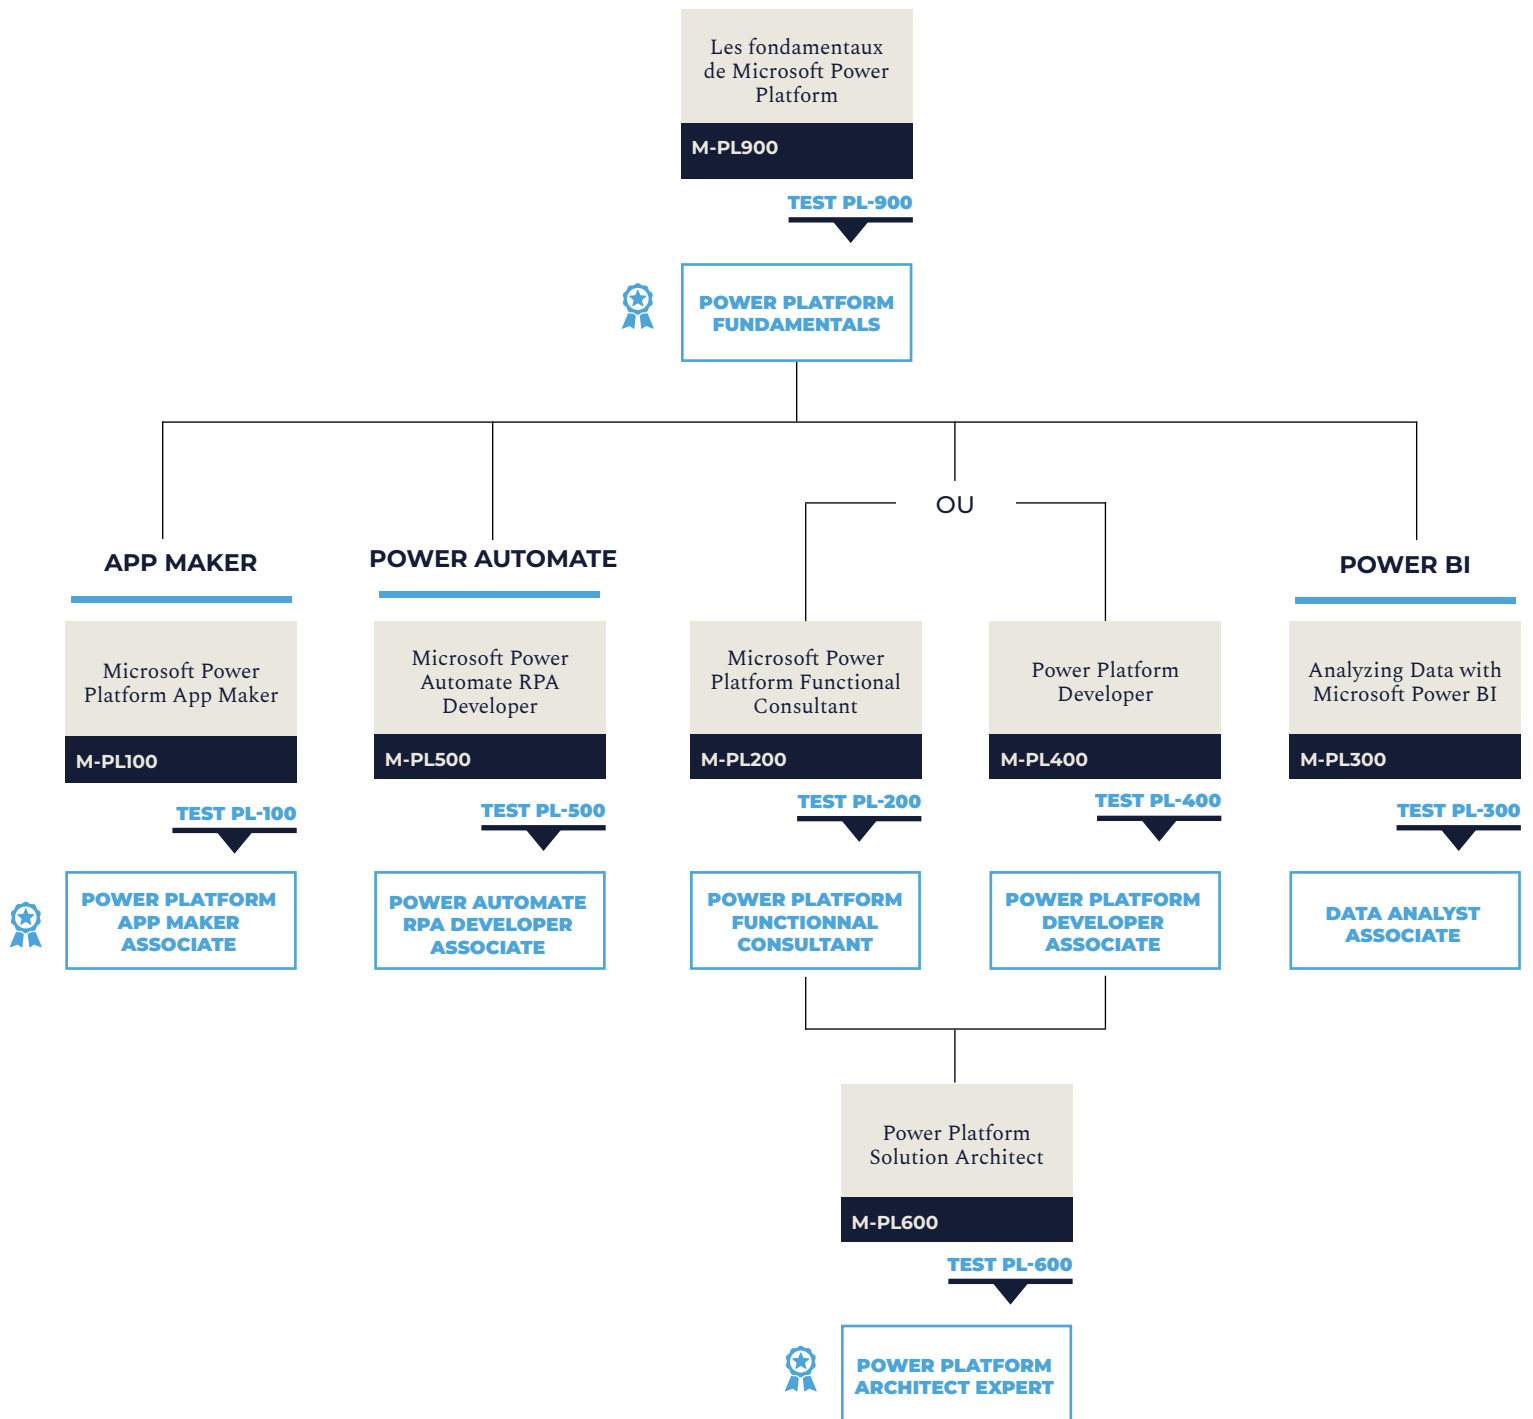 Les fondamentaux
de Microsoft Power
Platform
M-PL900
TEST PL-900
POWER PLATFORM
FUNDAMENTALS
OU
APP MAKER
POWER AUTOMATE
POWER BI
Microsoft Power
Platform App Maker
M-PL100
TEST PL-100
POWER PLATFORM
APP MAKER
ASSOCIATE
Microsoft Power
Automate RPA
Developer
M-PL500
TEST PL-500
POWER AUTOMATE
RPA DEVELOPER
ASSOCIATE
Microsoft Power
Platform Functional
Consultant
M-PL200
TEST PL-200
POWER PLATFORM
FUNCTIONNAL
CONSULTANT
Power Platform
Developer
M-PL400
TEST PL-400
POWER PLATFORM
DEVELOPER
ASSOCIATE
Analyzing Data with
Microsoft Power BI
M-PL300
TEST PL-300
DATA ANALYST
ASSOCIATE
Power Platform
Solution Architect
M-PL600
TEST PL-600
POWER PLATFORM
ARCHITECT EXPERT